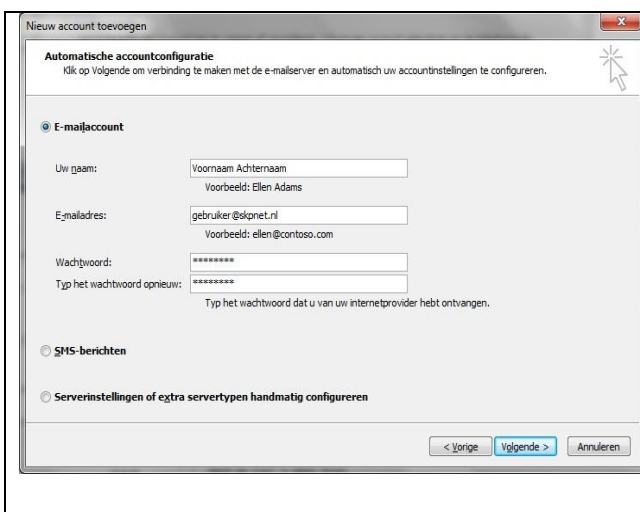 Nieuw account toevoegen
Automatische accountconfiguratie
Klik op Volgende om verbinding te maken met de e-mailserver en automatisch uw accountinstellingen te configureren.
E-mailaccount
Uw naam: Voornaam Achternaam
Voorbeeld: Ellen Adams
E-mailadres: gebruiker@skpnet.nl
Voorbeeld: ellen@contoso.com
Wachtwoord: ********
Typ het wachtwoord opnieuw: ********
Typ het wachtwoord dat u van uw internetprovider hebt ontvangen.
SMS-berichten
Serverinstellingen of extra servertypen handmatig configureren
< Vorige Volgende > Annuleren